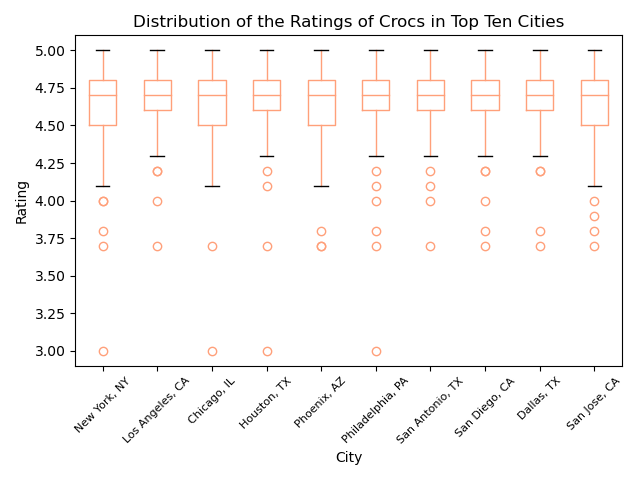 Distribution of the Ratings of Crocs in Top Ten Cities
5.00
4.75
4.50
4.25
4.00
3.75
3.50
3.25
3.00
Rating
New York, NY
Los Angeles, CA
Chicago, IL
Houston, TX
Phoenix, AZ
Philadelphia, PA
San Antonio, TX
San Diego, CA
Dallas, TX
San Jose, CA
City